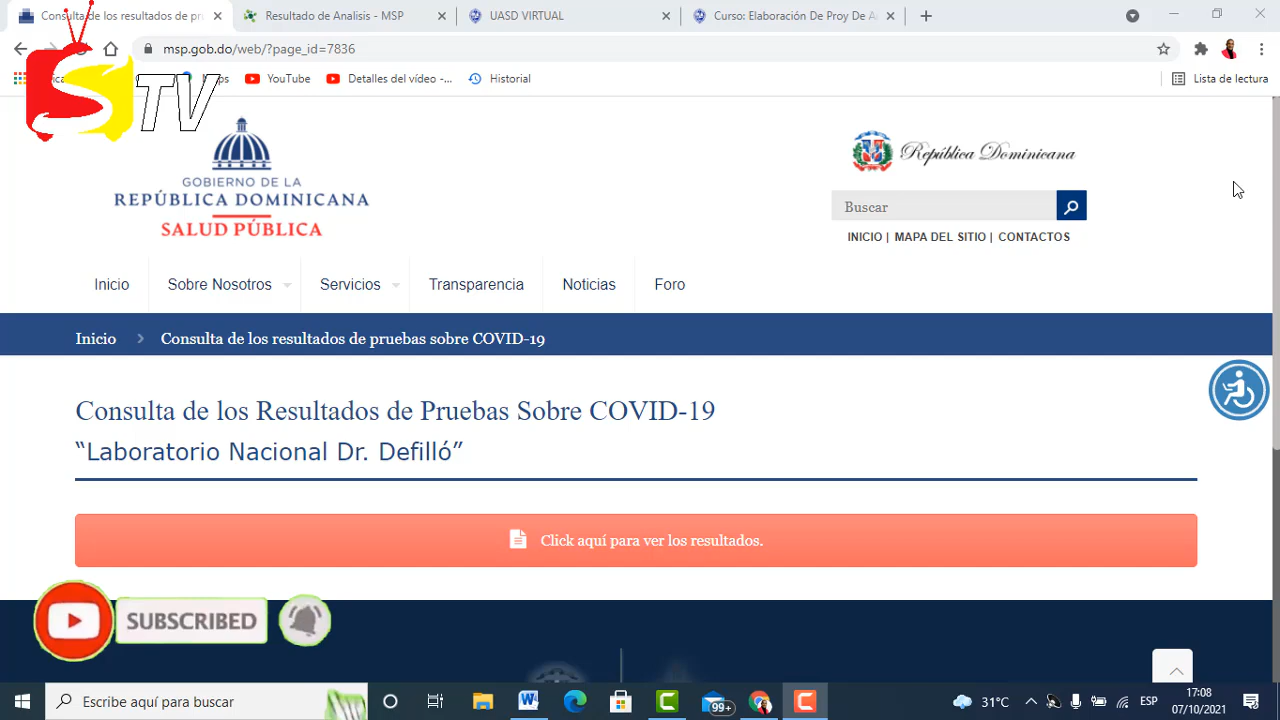 Consulta de los resultados de pr
Resultado de Analisis - MSP
UASD VIRTUAL
Curso: Elaboración De Proy De A
msp.gob.do/web/?page_id=7836
YouTube
Detalles del vídeo -...
Historial
Lista de lectura
S TV
GOBIERNO DE LA
REPÚBLICA DOMINICANA
SALUD PÚBLICA
República Dominicana
Buscar
INICIO | MAPA DEL SITIO | CONTACTOS
Inicio
Sobre Nosotros
Servicios
Transparencia
Noticias
Foro
Inicio > Consulta de los resultados de pruebas sobre COVID-19
Consulta de los Resultados de Pruebas Sobre COVID-19
“Laboratorio Nacional Dr. Defilló”
Click aquí para ver los resultados.
SUBSCRIBED
Escribe aquí para buscar
99+
31°C
ESP
17:08
07/10/2021